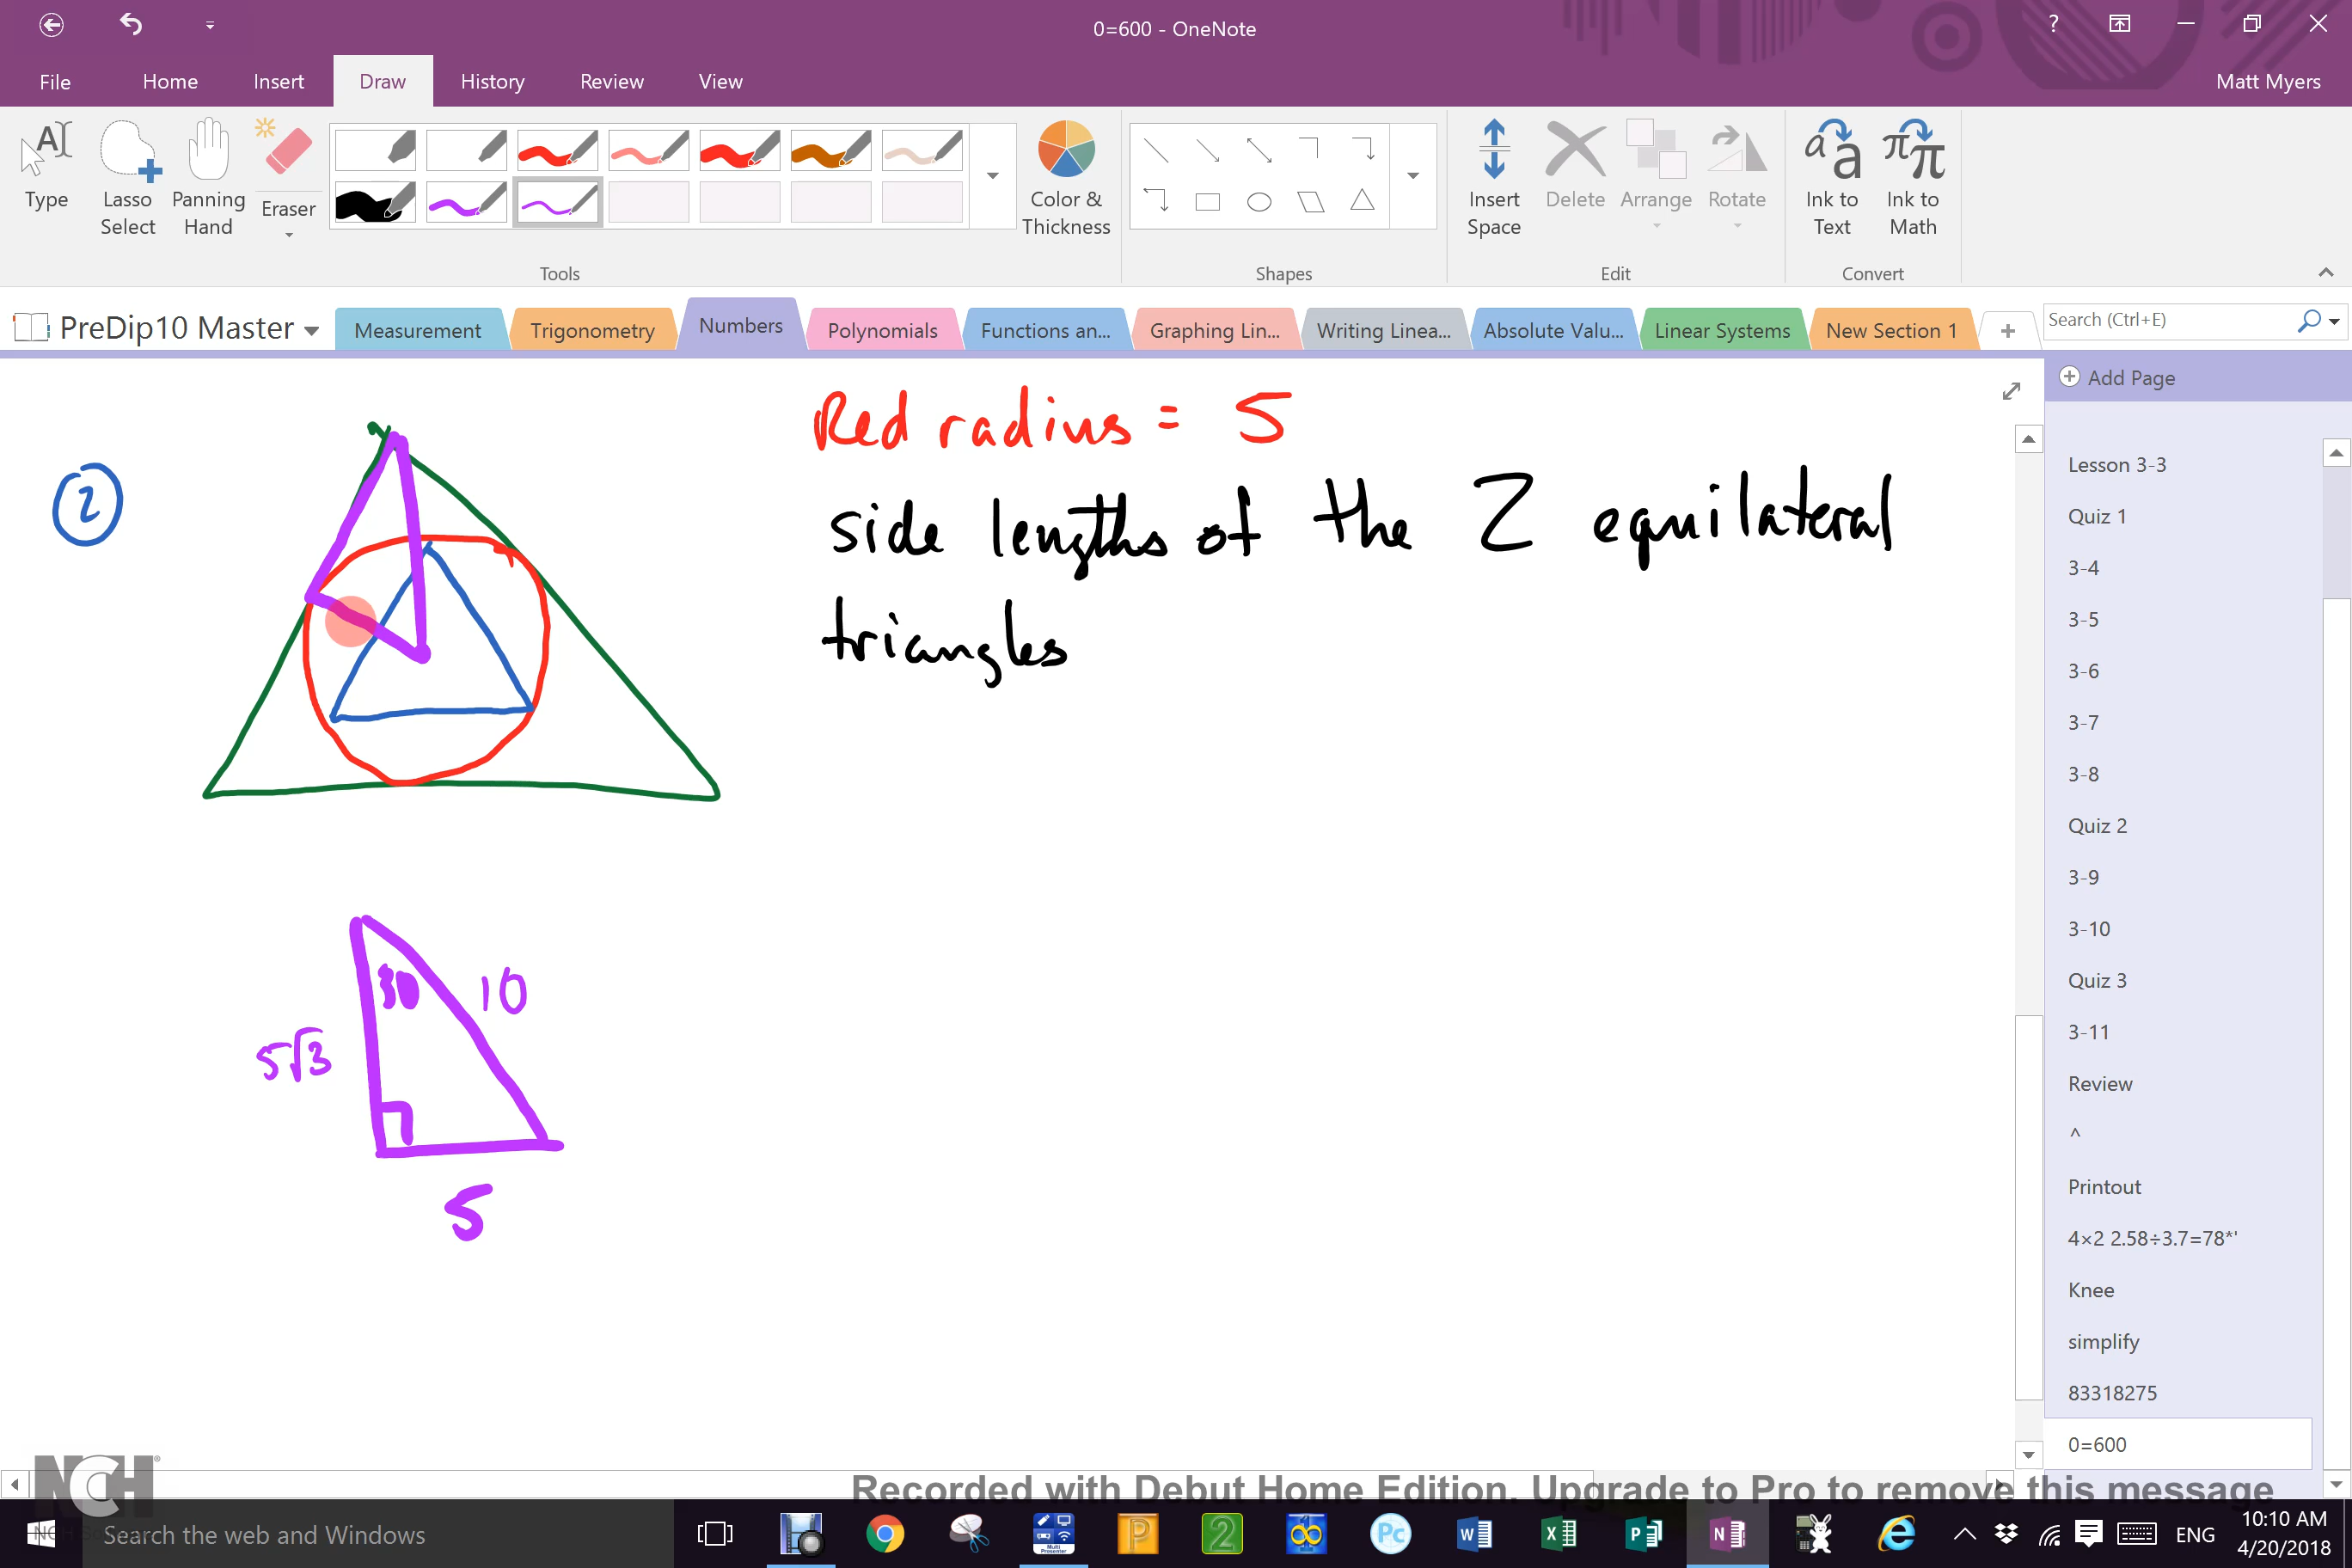 0=600 - OneNote
?
File Home Insert Draw History Review View
Matt Myers
Type
Lasso Select
Panning Hand
Eraser
Color & Thickness
Insert Space
Delete
Arrange
Rotate
Ink to Text
Ink to Math
Tools
Shapes
Edit
Convert
PreDip10 Master
Measurement
Trigonometry
Numbers
Polynomials
Functions an...
Graphing Lin...
Writing Linea...
Absolute Valu...
Linear Systems
New Section 1
+
Search (Ctrl+E)
Add Page
Red radius = 5
side lengths of the 2 equilateral
triangles
2
30
10
5√3
5
Lesson 3-3
Quiz 1
3-4
3-5
3-6
3-7
3-8
Quiz 2
3-9
3-10
Quiz 3
3-11
Review
^
Printout
4×2 2.58÷3.7=78*'
Knee
simplify
83318275
0=600
NCH
Recorded with Debut Home Edition. Upgrade to Pro to remove this message
Search the web and Windows
ENG
10:10 AM
4/20/2018